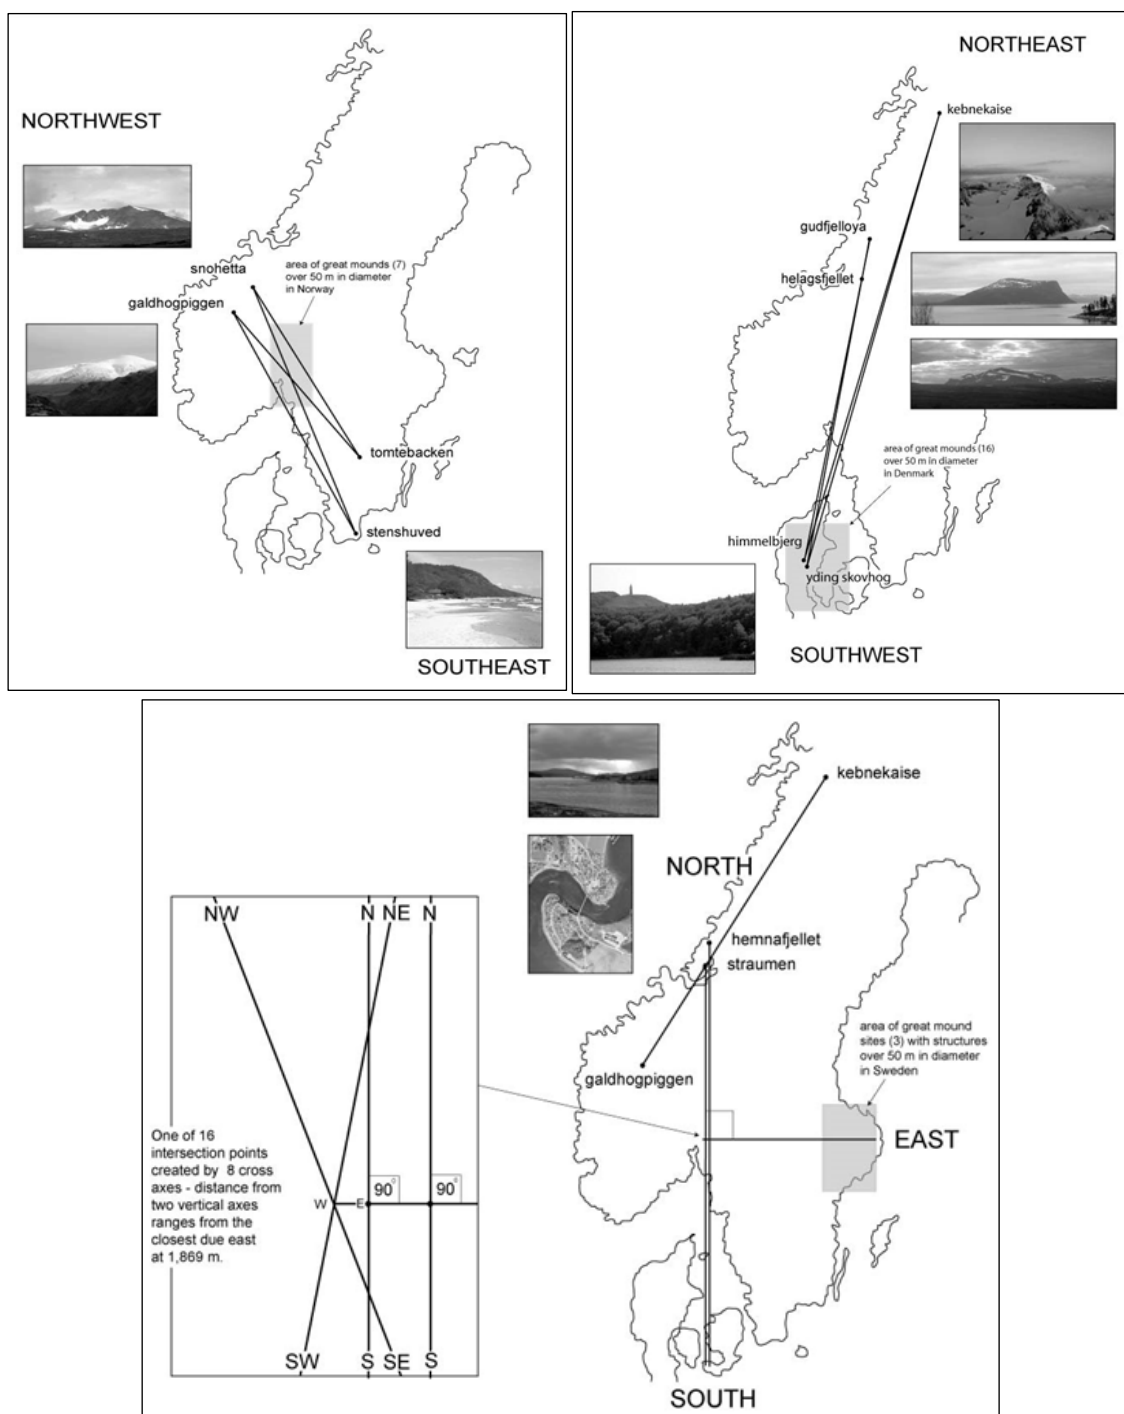 NORTHWEST
snohetta
galdhogpiggen
area of great mounds (7)
over 50 m in diameter
in Norway
tomtebacken
stenshuved
SOUTHEAST
NORTHEAST
kebnekaise
gudfjelloya
helagsfjellet
area of great mounds (16)
over 50 m in diameter
in Denmark
himmelbjerg
yding skovhog
SOUTHWEST
kebnekaise
NORTH
hemnafjellet
straumen
galdhogpiggen
area of great mound
sites (3) with structures
over 50 m in diameter
in Sweden
EAST
SOUTH
NW N NE N
One of 16
intersection points
created by 8 cross
axes - distance from
two vertical axes
ranges from the
closest due east
at 1,869 m.
W E 90° 90°
SW S SE S